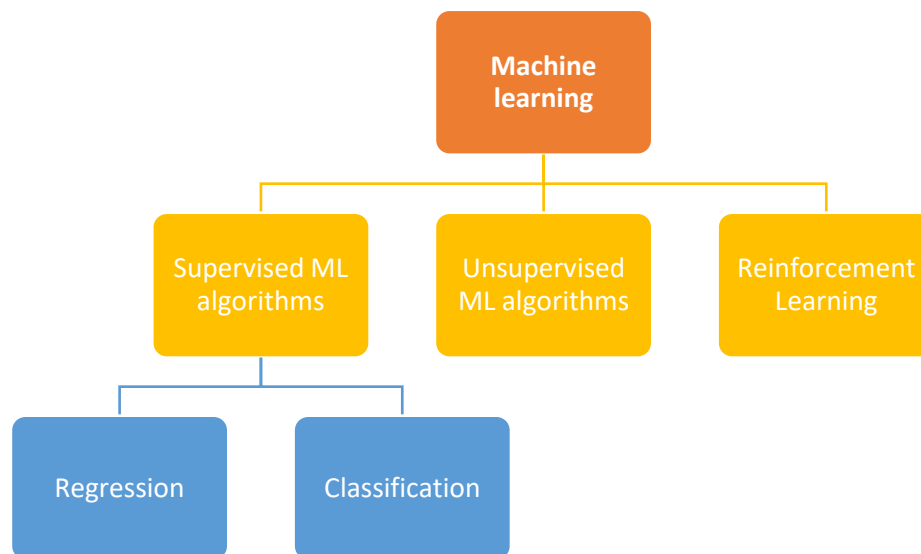 Machine
learning
Supervised ML
algorithms
Unsupervised
ML algorithms
Reinforcement
Learning
Regression
Classification